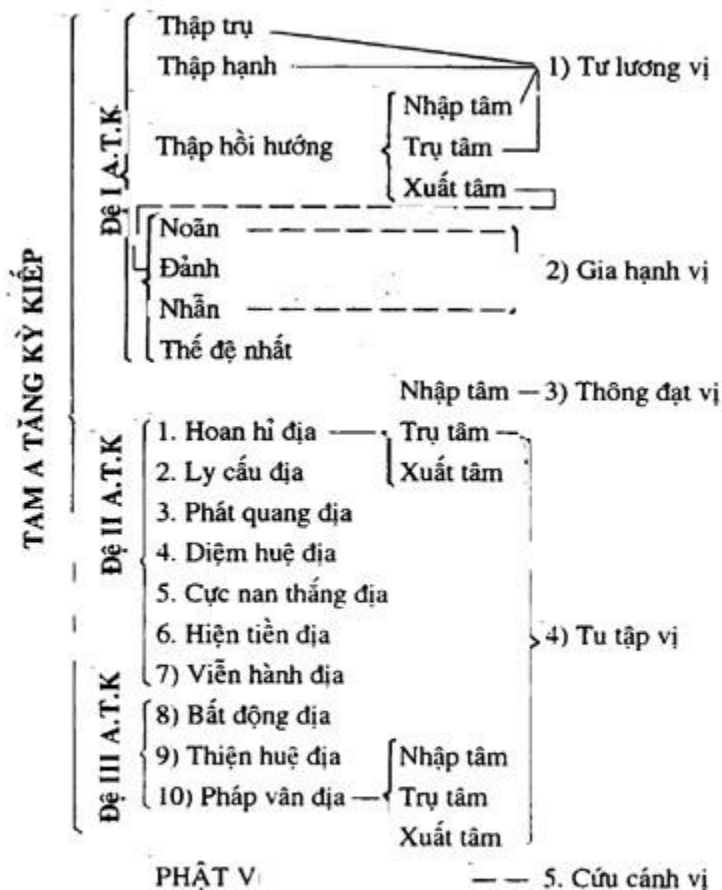 TAM A TĂNG KỲ KIẾP
Đệ I A.T.K
Thập trụ
Thập hạnh
1) Tư lương vị
Thập hồi hướng
Nhập tâm
Trụ tâm
Xuất tâm
Noãn
Đảnh
2) Gia hạnh vị
Nhẫn
Thế đệ nhất
Nhập tâm
3) Thông đạt vị
Đệ II A.T.K
1. Hoan hỉ địa
Trụ tâm
Xuất tâm
2. Ly cấu địa
3. Phát quang địa
4. Diệm huệ địa
5. Cực nan thắng địa
6. Hiện tiền địa
4) Tu tập vị
7) Viễn hành địa
Đệ III A.T.K
8) Bất động địa
9) Thiện huệ địa
Nhập tâm
10) Pháp vân địa
Trụ tâm
Xuất tâm
PHẬT V
5. Cứu cánh vị